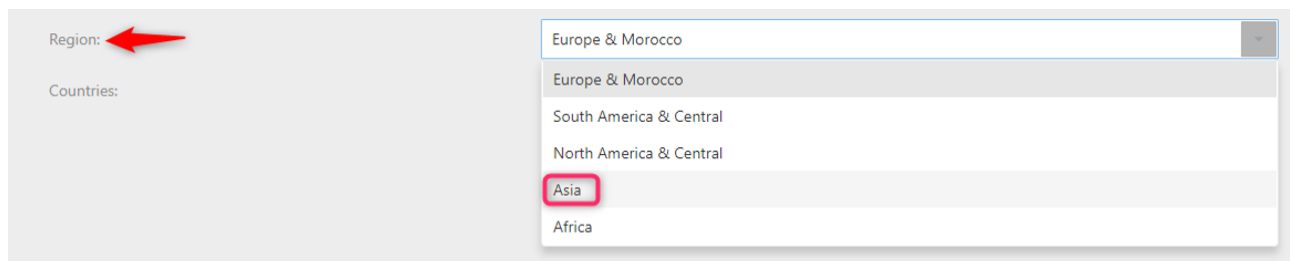 Region:
Europe & Morocco
Countries:
Europe & Morocco
South America & Central
North America & Central
Asia
Africa